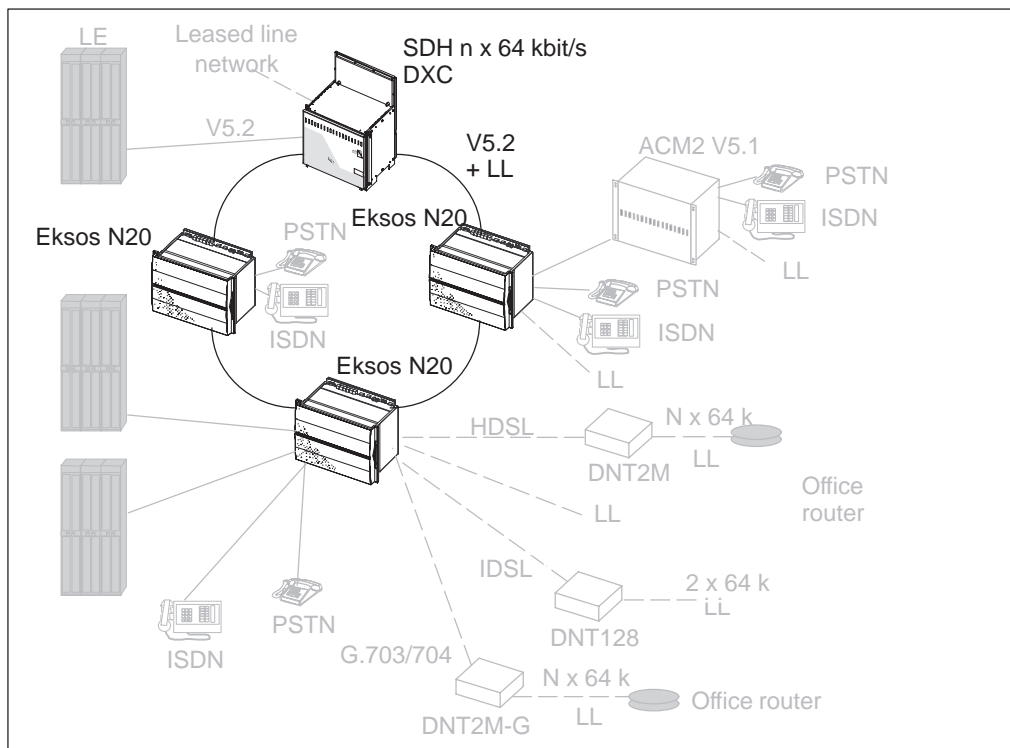 LE
Leased line
network
SDH n x 64 kbit/s
DXC
V5.2
V5.2
+ LL
ACM2 V5.1
PSTN
ISDN
LL
Eksos N20
PSTN
ISDN
Eksos N20
PSTN
ISDN
LL
Eksos N20
HDSL
N x 64 k
LL
DNT2M
Office
router
LL
IDSL
2 x 64 k
LL
DNT128
PSTN
ISDN
G.703/704
N x 64 k
LL
DNT2M-G
Office router